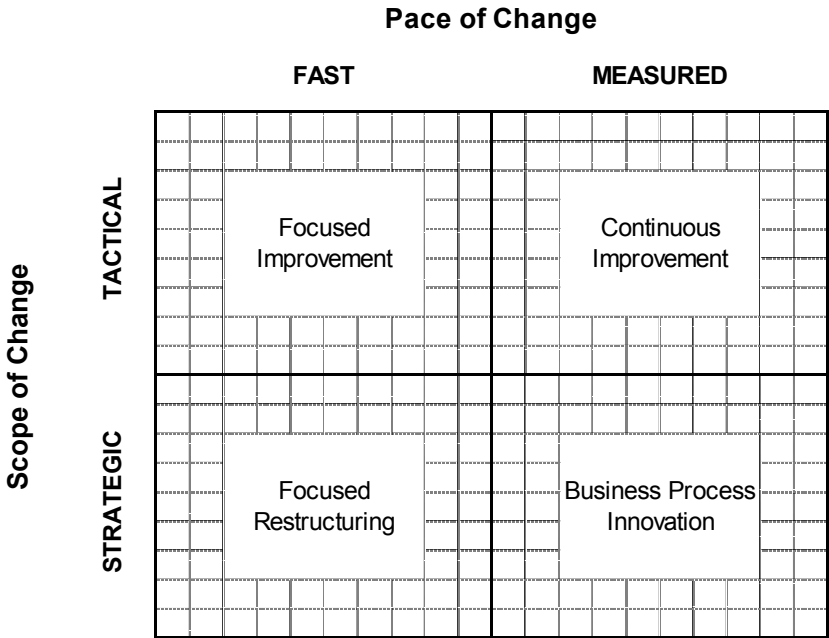 Pace of Change
FAST
MEASURED
Scope of Change
TACTICAL
Focused
Improvement
Continuous
Improvement
STRATEGIC
Focused
Restructuring
Business Process
Innovation